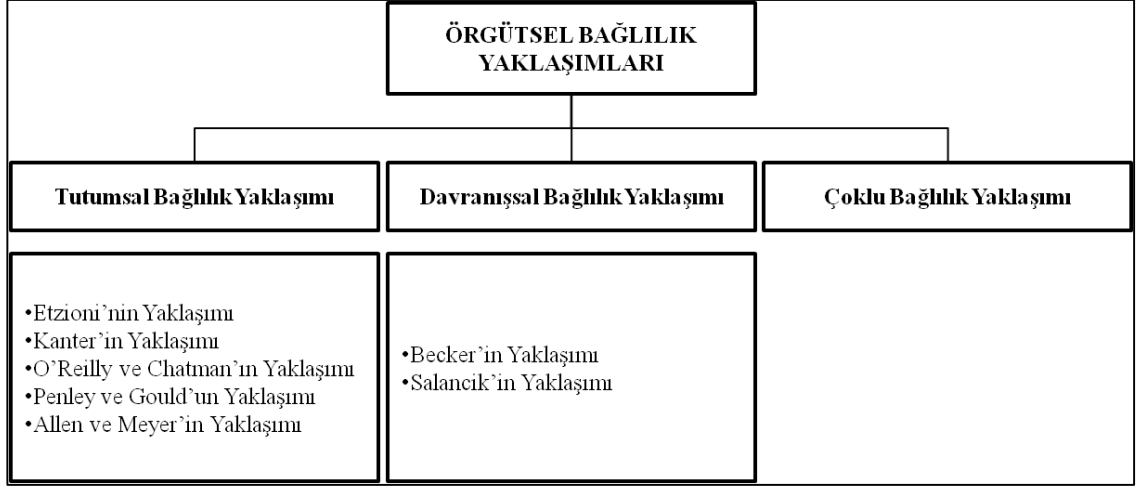 ÖRGÜTSEL BAĞLILIK
YAKLAŞIMLARI
Tutumsal Bağlılık Yaklaşımı
Davranışsal Bağlılık Yaklaşımı
Çoklu Bağlılık Yaklaşımı
•Etzioni’nin Yaklaşımı
•Kanter’in Yaklaşımı
•O’Reilly ve Chatman’ın Yaklaşımı
•Penley ve Gould’un Yaklaşımı
•Allen ve Meyer’in Yaklaşımı
•Becker’in Yaklaşımı
•Salancik’in Yaklaşımı